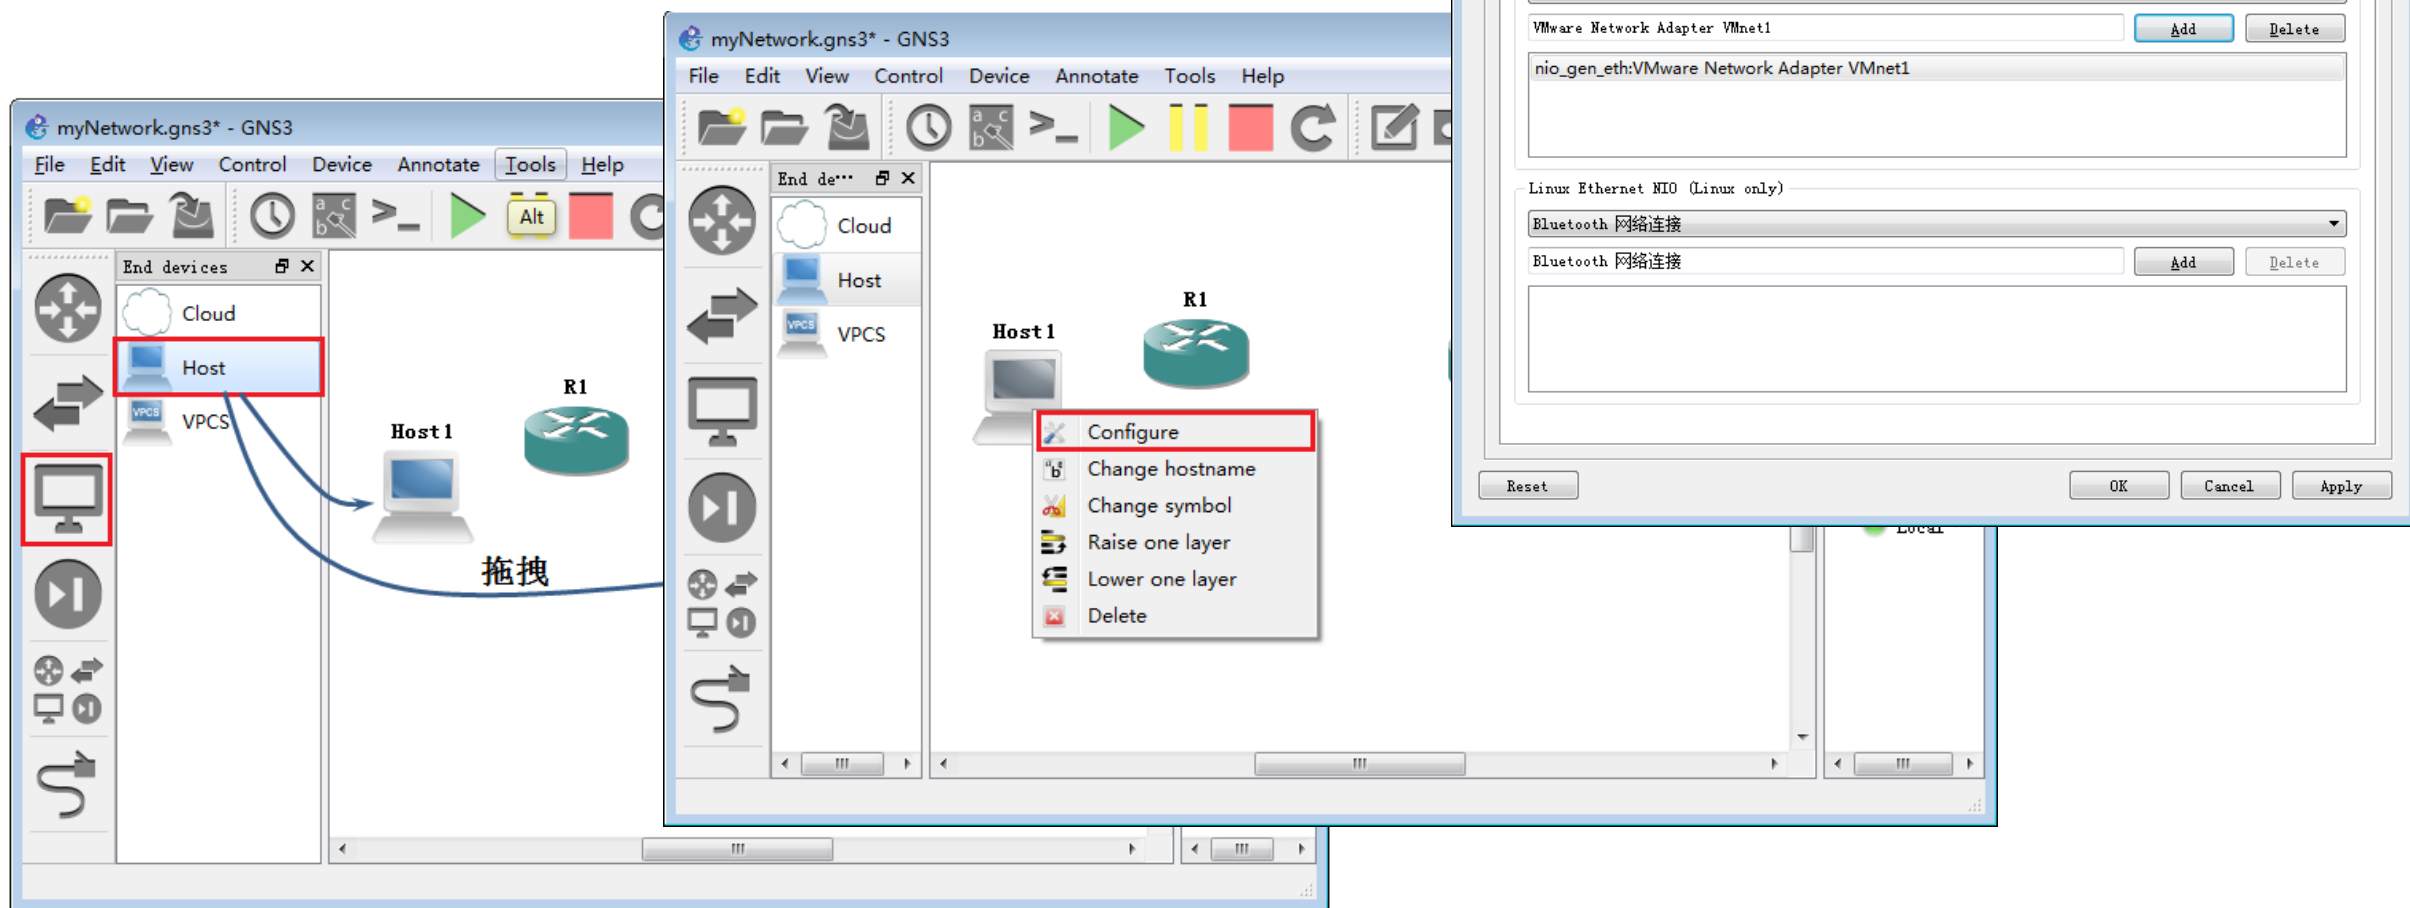 myNetwork.gns3* - GNS3
File Edit View Control Device Annotate Tools Help
Alt
End devices
Cloud
Host
VPCS
VPCS
R1
Host1
拖拽
myNetwork.gns3* - GNS3
File Edit View Control Device Annotate Tools Help
End de...
Cloud
Host
VPCS
VPCS
R1
Host1
Configure
Change hostname
Change symbol
Raise one layer
Lower one layer
Delete
VMware Network Adapter VMnet1 Add Delete
nio_gen_eth:VMware Network Adapter VMnet1
Linux Ethernet NIO (Linux only)
Bluetooth 网络连接
Bluetooth 网络连接 Add Delete
Reset OK Cancel Apply
Local